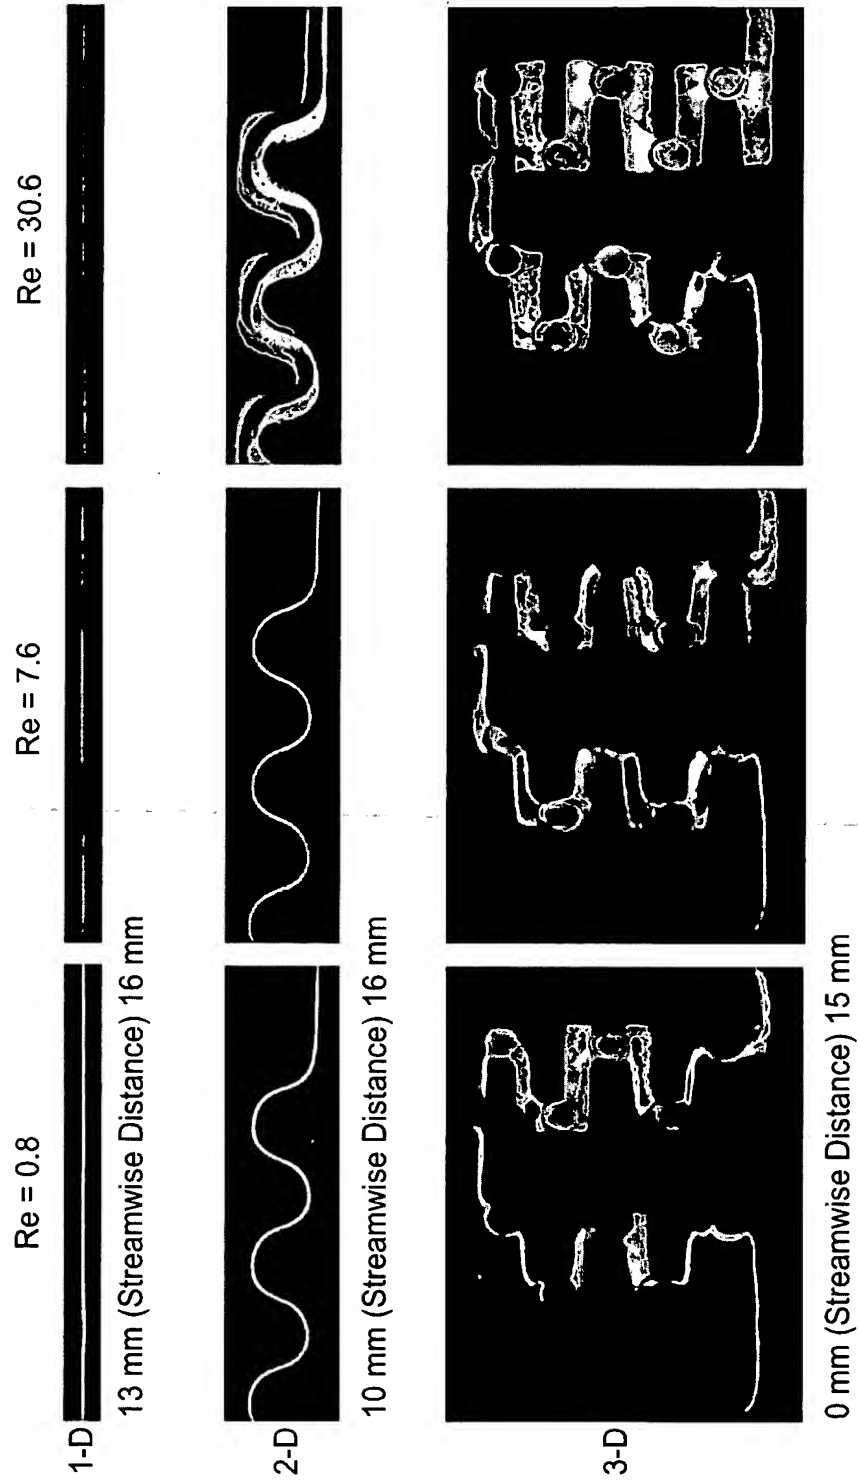 Re = 0.8
Re = 7.6
Re = 30.6
1-D
13 mm (Streamwise Distance) 16 mm
2-D
10 mm (Streamwise Distance) 16 mm
3-D
0 mm (Streamwise Distance) 15 mm